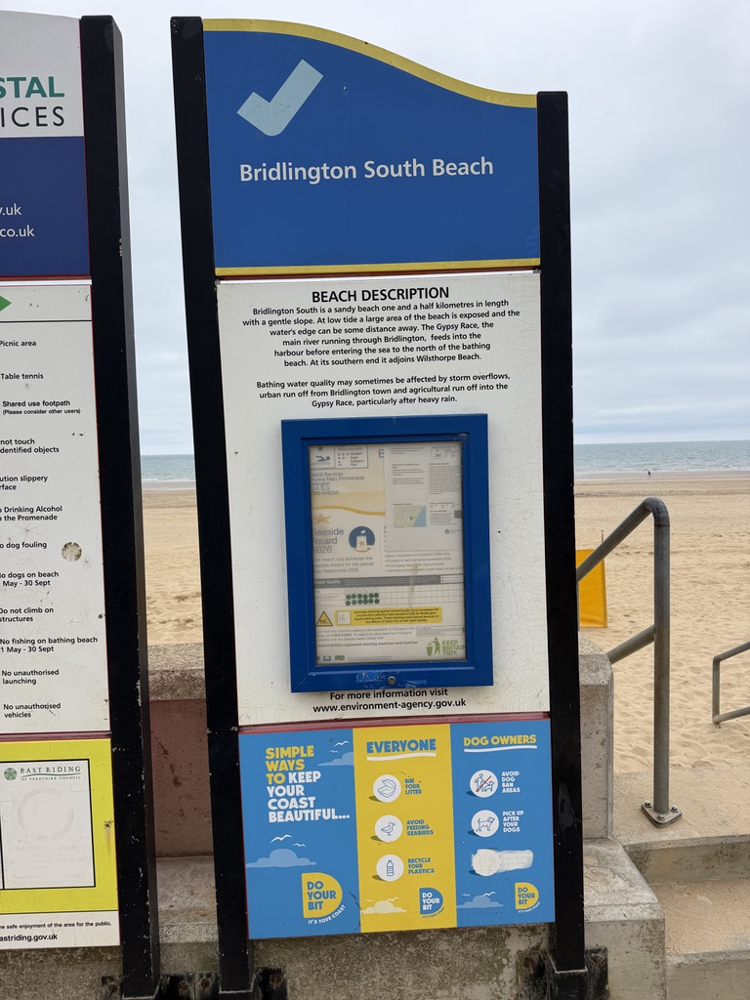 STAL
ICES
.uk
co.uk
Picnic area
Table tennis
Shared use footpath
(Please consider other users)
not touch
dentified objects
ution slippery
rface
Drinking Alcohol
the Promenade
o dog fouling
o dogs on beach
May - 30 Sept
Do not climb on
structures
No fishing on bathing beach
1 May - 30 Sept
No unauthorised
launching
No unauthorised
vehicles
EAST RIDING
OF YORKSHIRE COUNCIL
he safe enjoyment of the area for the public.
astriding.gov.uk
Bridlington South Beach
BEACH DESCRIPTION
Bridlington South is a sandy beach one and a half kilometres in length
with a gentle slope. At low tide a large area of the beach is exposed and the
water's edge can be some distance away. The Gypsy Race, the
main river running through Bridlington, feeds into the
harbour before entering the sea to the north of the bathing
beach. At its southern end it adjoins Wilsthorpe Beach.
Bathing water quality may sometimes be affected by storm overflows,
urban run off from Bridlington town and agricultural run off into the
Gypsy Race, particularly after heavy rain.
Seaside
Award
2026
KEEP
BRITAIN
TIDY
For more information visit
www.environment-agency.gov.uk
SIMPLE
WAYS
TO KEEP
YOUR
COAST
BEAUTIFUL...
DO
YOUR
BIT
IT'S YOUR COAST
EVERYONE
BIN
YOUR
LITTER
AVOID
FEEDING
SEABIRDS
RECYCLE
YOUR
PLASTICS
DO
YOUR
BIT
DOG OWNERS
AVOID
DOG
BAN
AREAS
PICK UP
AFTER
YOUR
DOGS
DO
YOUR
BIT